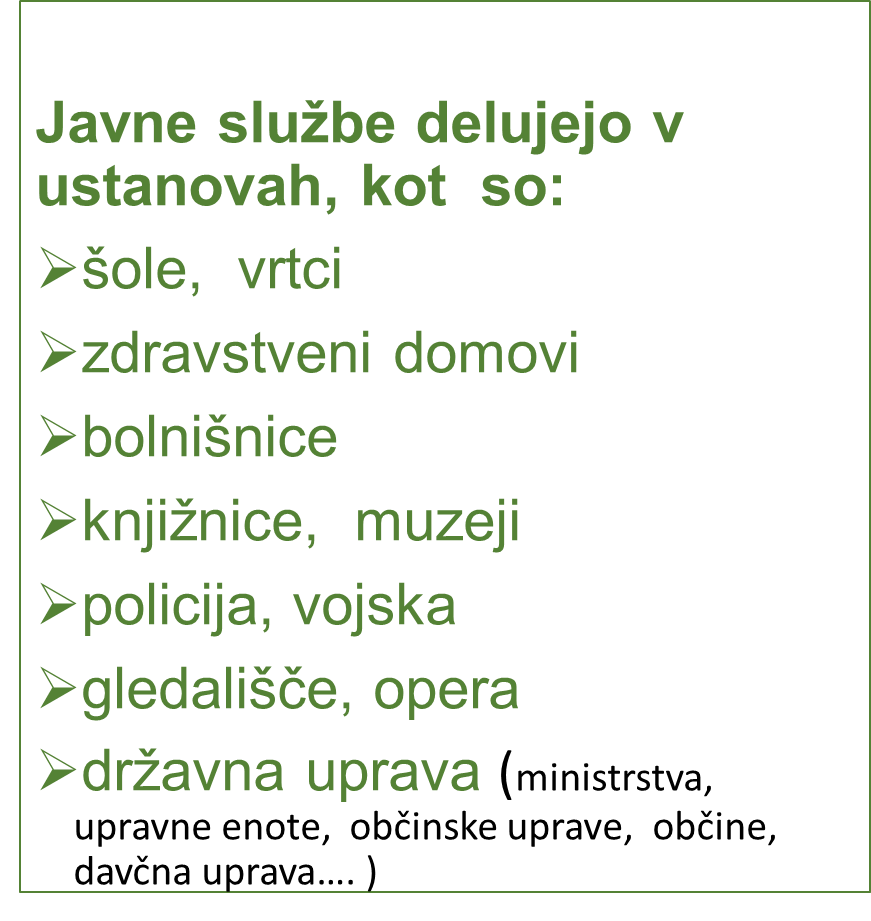 Javne službe delujejo v
ustanovah, kot so:
➢šole, vrtci
➢zdravstveni domovi
➢bolnišnice
➢knjižnice, muzeji
➢policija, vojska
➢gledališče, opera
➢državna uprava (ministrstva,
upravne enote, občinske uprave, občine,
davčna uprava…. )